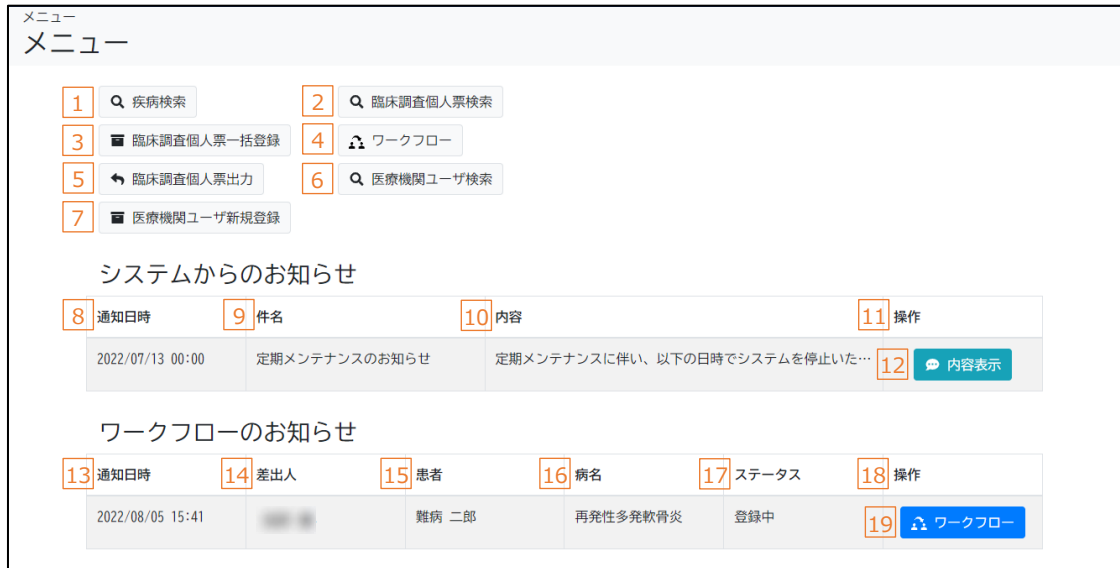 メニュー
メニュー
1 疾病検索 2 臨床調査個人票検索
3 臨床調査個人票一括登録 4 ワークフロー
5 臨床調査個人票出力 6 医療機関ユーザ検索
7 医療機関ユーザ新規登録
システムからのお知らせ
8 通知日時 9 件名 10 内容 11 操作
2022/07/13 00:00 定期メンテナンスのお知らせ 定期メンテナンスに伴い、以下の日時でシステムを停止いた… 12 内容表示
ワークフローのお知らせ
13 通知日時 14 差出人 15 患者 16 病名 17 ステータス 18 操作
2022/08/05 15:41 難病 二郎 再発性多発軟骨炎 登録中 19 ワークフロー